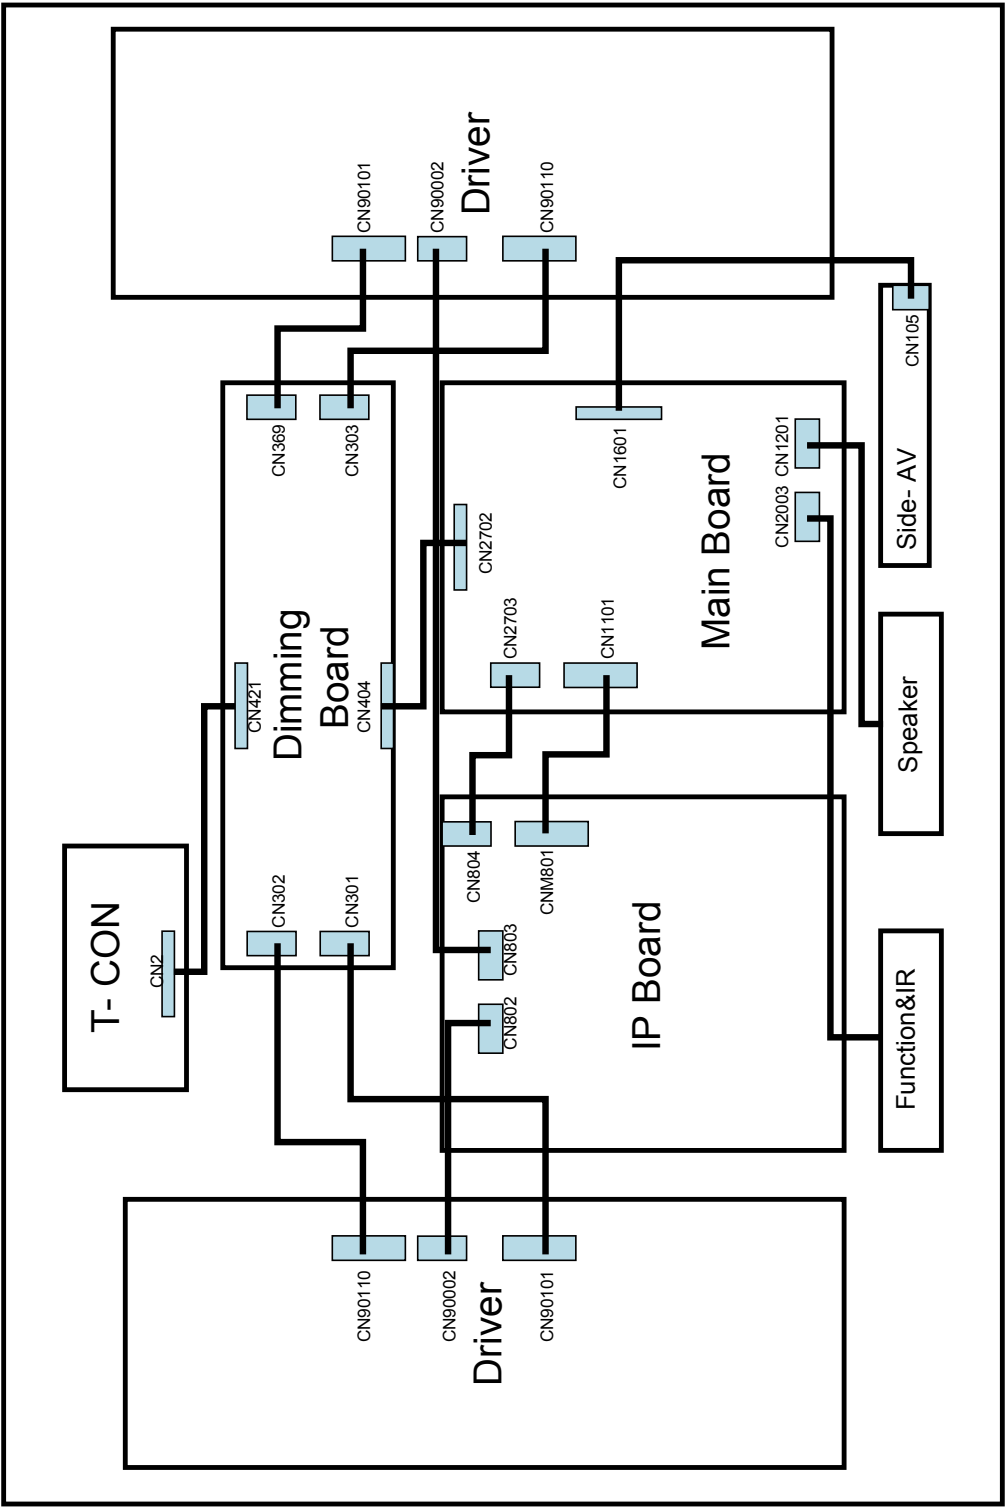 T- CON
CN2
CN421
CN302
CN301
Dimming
Board
CN404
CN369
CN303
Driver
CN90110
CN90002
CN90101
Driver
CN90101
CN90002
CN90110
CN802
CN803
CN804
CNM801
IP Board
CN2702
CN2703
CN1101
CN1601
Main Board
CN2003
CN1201
Function&IR
Speaker
Side- AV
CN105